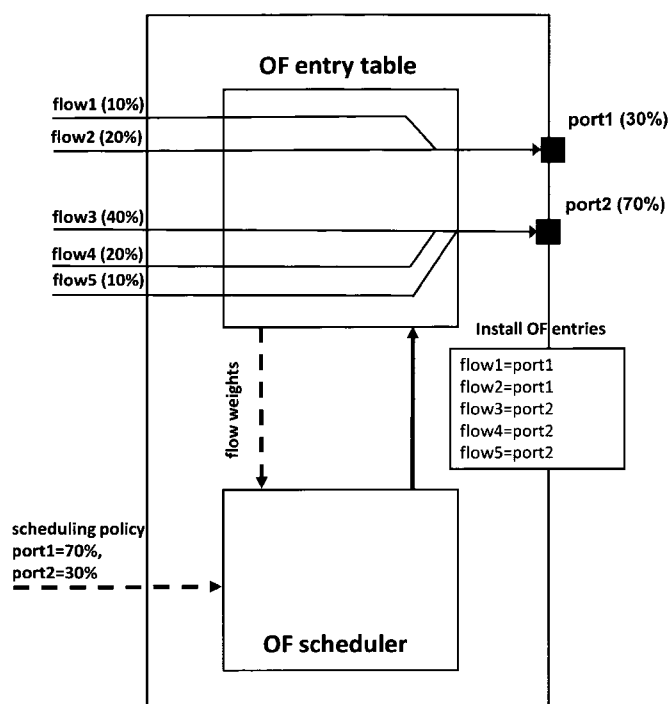 OF entry table
flow1 (10%)
flow2 (20%)
port1 (30%)
flow3 (40%)
port2 (70%)
flow4 (20%)
flow5 (10%)
Install OF entries
flow1=port1
flow2=port1
flow3=port2
flow4=port2
flow5=port2
flow weights
scheduling policy
port1=70%,
port2=30%
OF scheduler